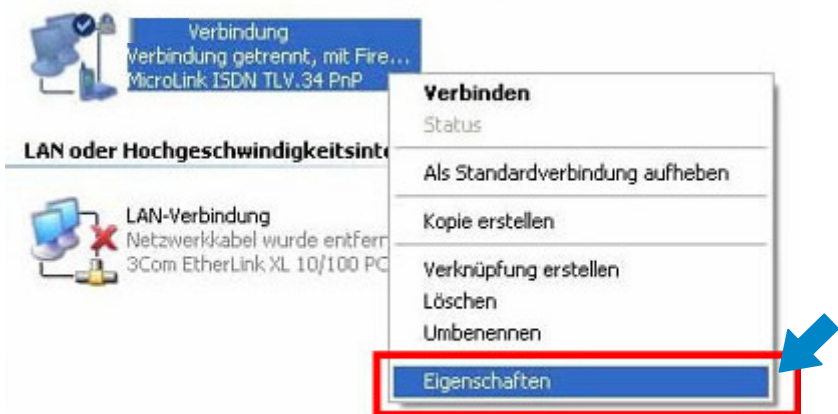 Verbindung
Verbindung getrennt, mit Fire...
MicroLink ISDN TLV.34 PnP
Verbinden
Status
LAN oder Hochgeschwindigkeitsinte
Als Standardverbindung aufheben
LAN-Verbindung
Kopie erstellen
Netzwerkkabel wurde entfern
3Com EtherLink XL 10/100 PC
Verknüpfung erstellen
Löschen
Umbenennen
Eigenschaften